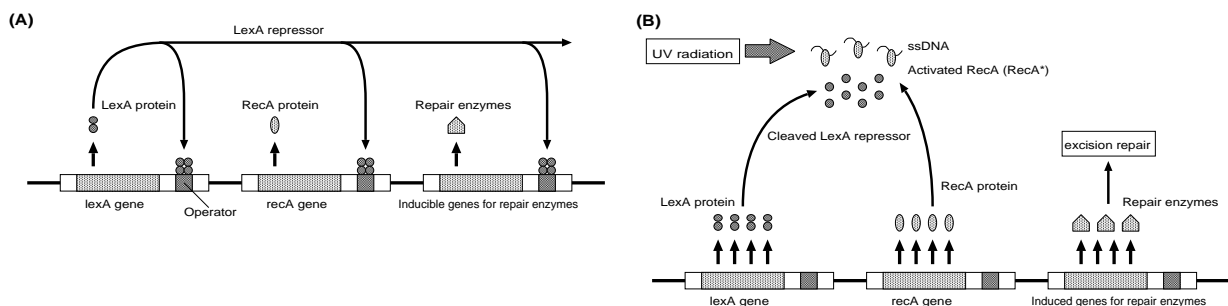 (A)
LexA repressor
LexA protein
RecA protein
Repair enzymes
lexA gene
Operator
recA gene
Inducible genes for repair enzymes
(B)
UV radiation
ssDNA
Activated RecA (RecA*)
Cleaved LexA repressor
excision repair
RecA protein
LexA protein
Repair enzymes
lexA gene
recA gene
Induced genes for repair enzymes